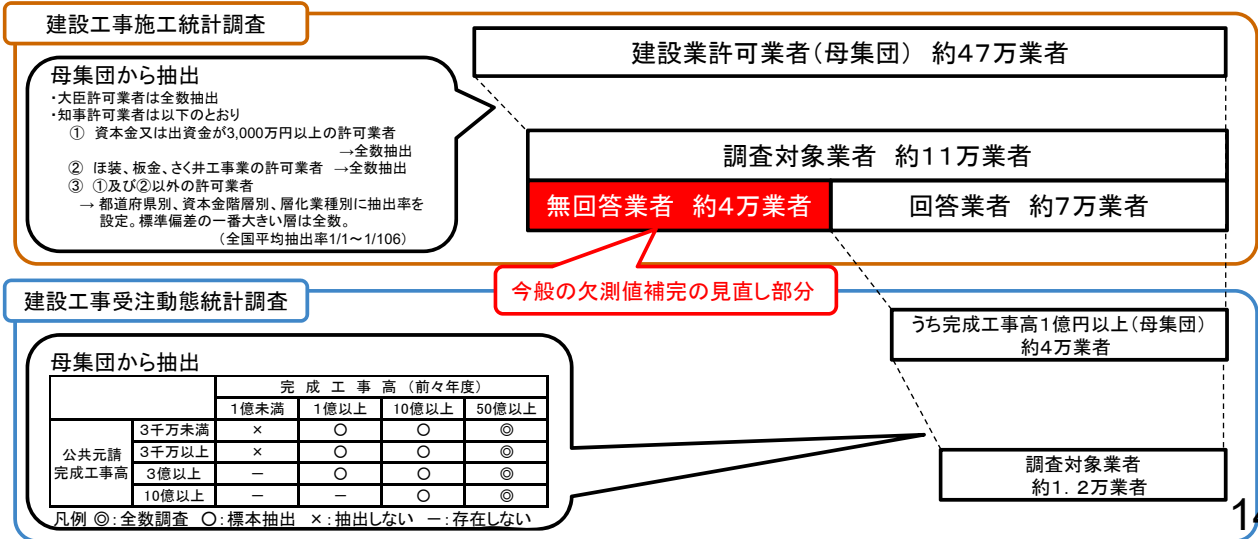 建設工事施工統計調査
建設業許可業者(母集団) 約47万業者
母集団から抽出
・大臣許可業者は全数抽出
・知事許可業者は以下のとおり
① 資本金又は出資金が3,000万円以上の許可業者
→全数抽出
② ほ装、板金、さく井工事業の許可業者 →全数抽出
③ ①及び②以外の許可業者
→ 都道府県別、資本金階層別、層化業種別に抽出率を
設定。標準偏差の一番大きい層は全数。
(全国平均抽出率1/1～1/106)
調査対象業者 約11万業者
無回答業者 約4万業者 回答業者 約7万業者
今般の欠測値補完の見直し部分
建設工事受注動態統計調査
うち完成工事高1億円以上(母集団)
約4万業者
母集団から抽出
完成工事高(前々年度)
1億未満 1億以上 10億以上 50億以上
公共元請
完成工事高
3千万未満 × ○ ○ ◎
3千万以上 × ○ ○ ◎
3億以上 － ○ ○ ◎
10億以上 － － ○ ◎
凡例 ◎:全数調査 ○:標本抽出 ×:抽出しない －:存在しない
調査対象業者
約1.2万業者